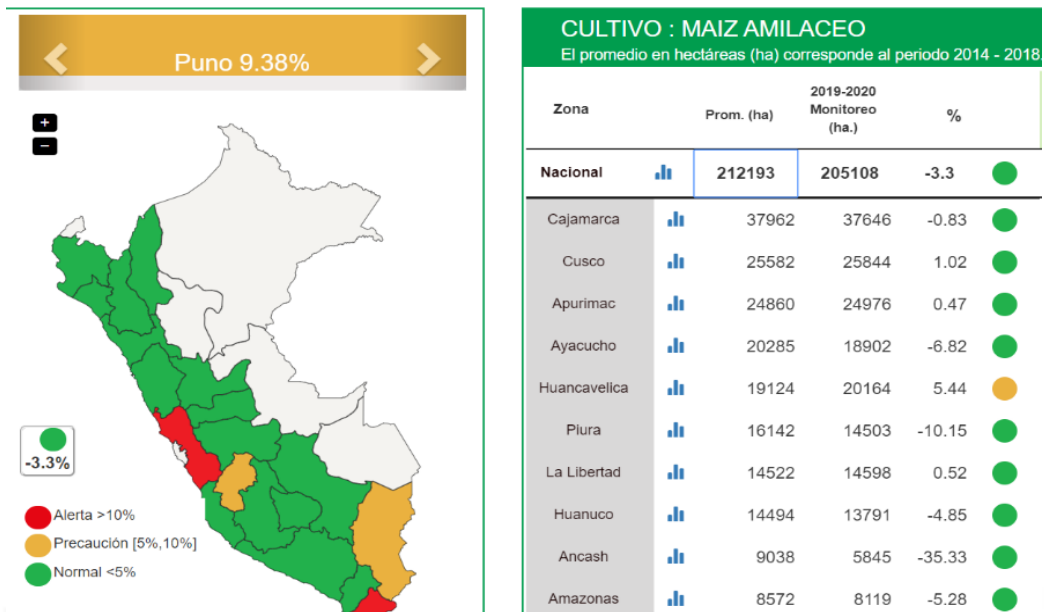 Puno 9.38%
+
−
-3.3%
Alerta >10%
Precaución [5%,10%]
Normal <5%
CULTIVO : MAIZ AMILACEO
El promedio en hectáreas (ha) corresponde al periodo 2014 - 2018.
Zona Prom. (ha) 2019-2020 Monitoreo (ha.) %
Nacional 212193 205108 -3.3
Cajamarca 37962 37646 -0.83
Cusco 25582 25844 1.02
Apurimac 24860 24976 0.47
Ayacucho 20285 18902 -6.82
Huancavelica 19124 20164 5.44
Piura 16142 14503 -10.15
La Libertad 14522 14598 0.52
Huanuco 14494 13791 -4.85
Ancash 9038 5845 -35.33
Amazonas 8572 8119 -5.28